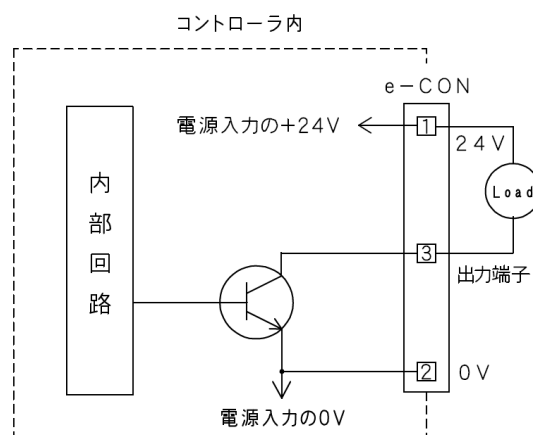 コントローラ内
e－CON
電源入力の+24V
1
24V
内部回路
Load
3
出力端子
2
0V
電源入力の0V